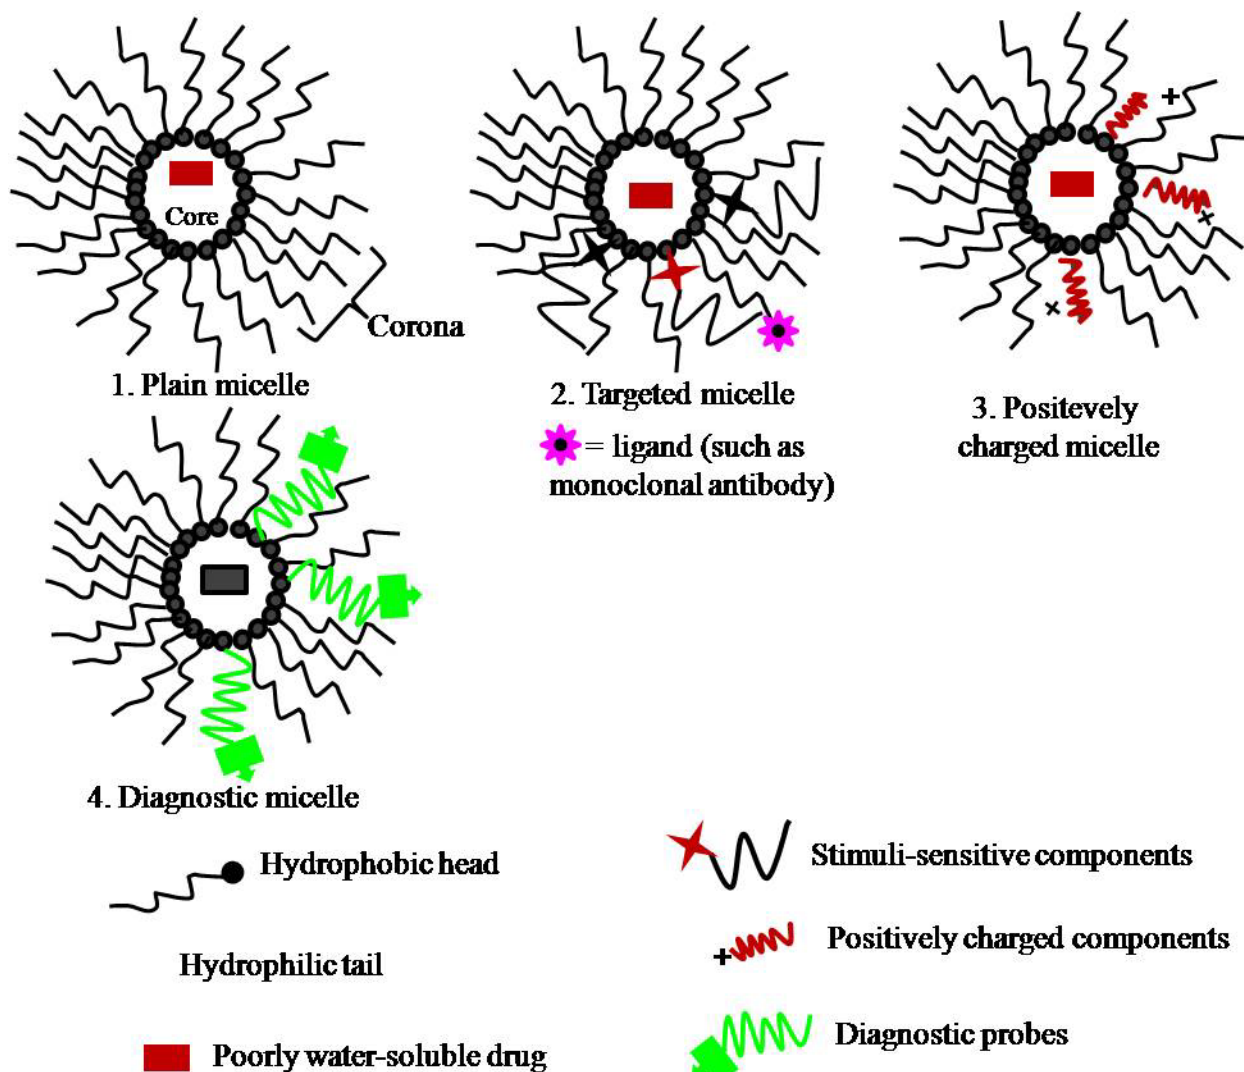 Core
Corona
1. Plain micelle
2. Targeted micelle
= ligand (such as
monoclonal antibody)
+
+
+
3. Positevely
charged micelle
4. Diagnostic micelle
Hydrophobic head
Hydrophilic tail
Poorly water-soluble drug
Stimuli-sensitive components
+
Positively charged components
Diagnostic probes